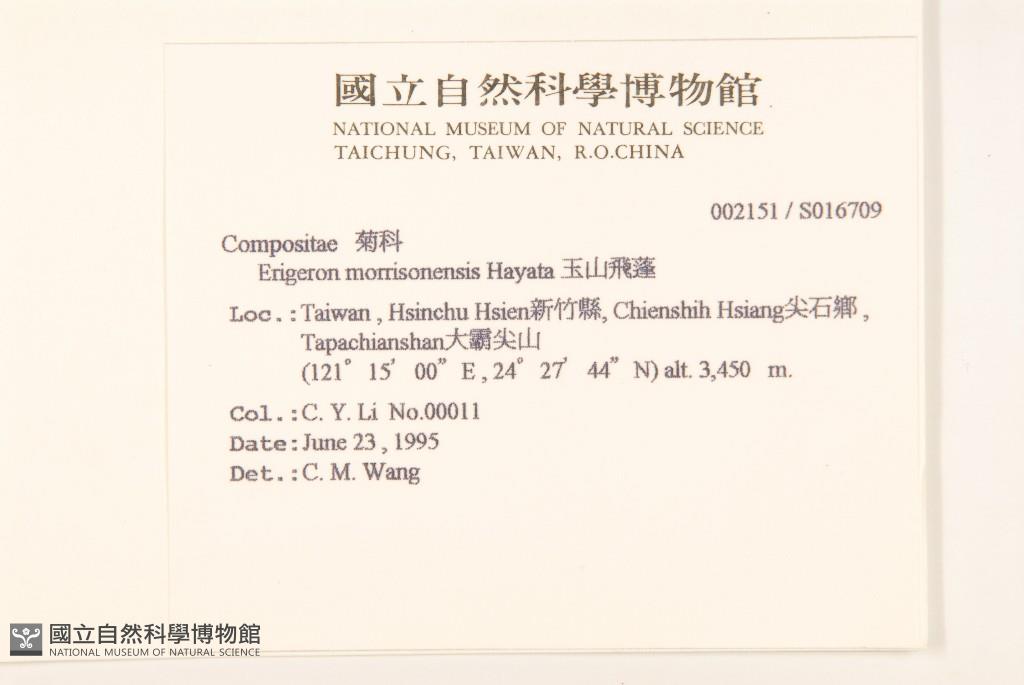 國立自然科學博物館
NATIONAL MUSEUM OF NATURAL SCIENCE
TAICHUNG, TAIWAN, R.O.CHINA
002151 / S016709
Compositae 菊科
Erigeron morrisonensis Hayata 玉山飛蓬
Loc.:Taiwan , Hsinchu Hsien新竹縣, Chienshih Hsiang尖石鄉 ,
Tapachianshan大霸尖山
(121° 15′ 00” E , 24° 27′ 44” N) alt. 3,450 m.
Col.:C. Y. Li No.00011
Date:June 23 , 1995
Det.:C. M. Wang
國立自然科學博物館
NATIONAL MUSEUM OF NATURAL SCIENCE